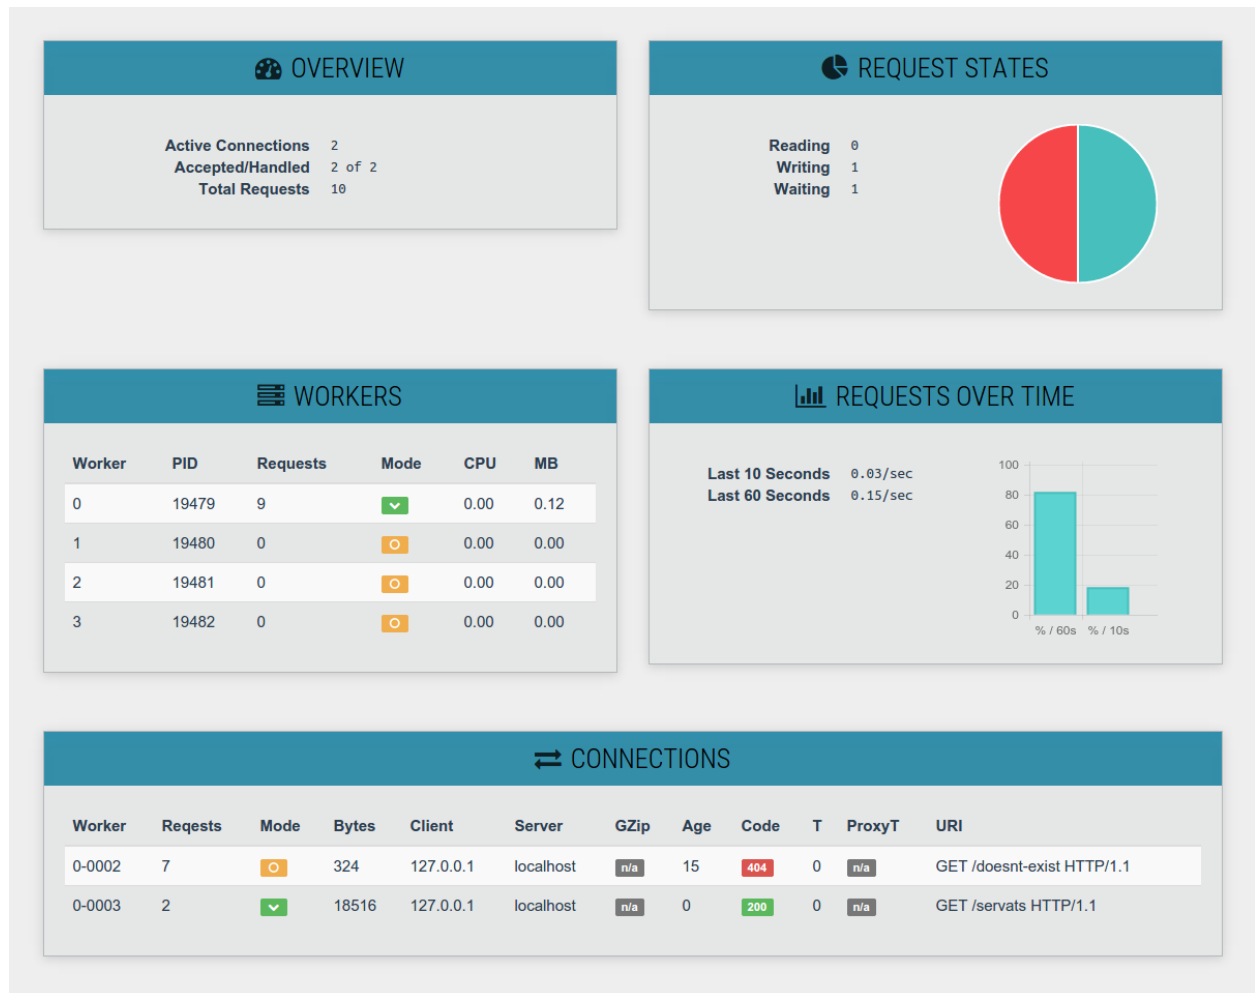 OVERVIEW
Active Connections 2
Accepted/Handled 2 of 2
Total Requests 10
REQUEST STATES
Reading 0
Writing 1
Waiting 1
WORKERS
Worker PID Requests Mode CPU MB
0 19479 9 0.00 0.12
1 19480 0 0.00 0.00
2 19481 0 0.00 0.00
3 19482 0 0.00 0.00
REQUESTS OVER TIME
Last 10 Seconds 0.03/sec
Last 60 Seconds 0.15/sec
100
80
60
40
20
0
% / 60s % / 10s
CONNECTIONS
Worker Reqests Mode Bytes Client Server GZip Age Code T ProxyT URI
0-0002 7 324 127.0.0.1 localhost n/a 15 404 0 n/a GET /doesnt-exist HTTP/1.1
0-0003 2 18516 127.0.0.1 localhost n/a 0 200 0 n/a GET /servats HTTP/1.1